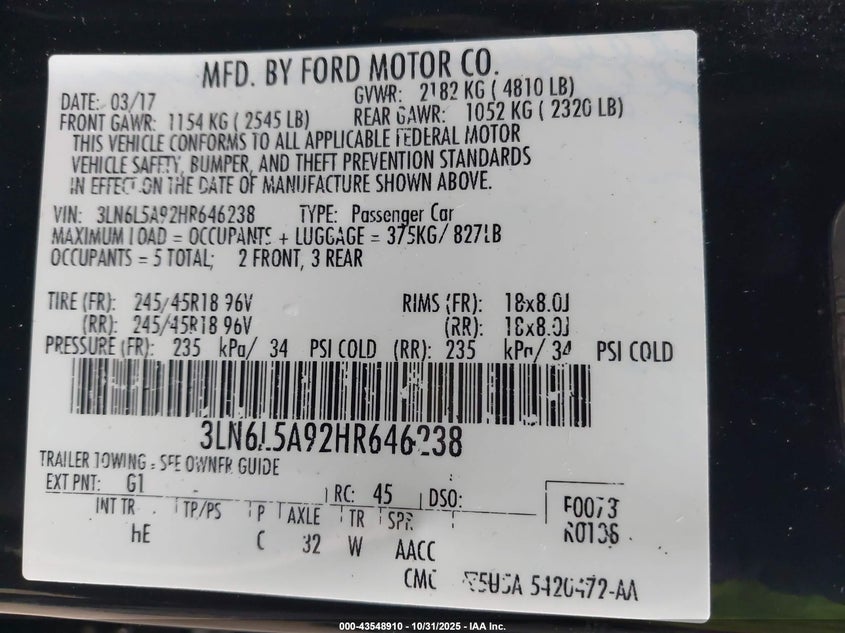 MFD. BY FORD MOTOR CO.
DATE: 03/17 GVWR: 2182 KG ( 4810 LB)
FRONT GAWR: 1154 KG ( 2545 LB) REAR GAWR: 1052 KG ( 2320 LB)
THIS VEHICLE CONFORMS TO ALL APPLICABLE FEDERAL MOTOR
VEHICLE SAFETY, BUMPER, AND THEFT PREVENTION STANDARDS
IN EFFECT ON THE DATE OF MANUFACTURE SHOWN ABOVE.
VIN: 3LN6L5A92HR646238 TYPE: Passenger Car
MAXIMUM LOAD = OCCUPANTS + LUGGAGE = 375KG/ 827LB
OCCUPANTS = 5 TOTAL; 2 FRONT, 3 REAR
TIRE (FR): 245/45R18 96V RIMS (FR): 18x8.0J
(RR): 245/45R18 96V (RR): 18x8.0J
PRESSURE (FR): 235 kPa/ 34 PSI COLD (RR): 235 kPa/ 34 PSI COLD
3LN6L5A92HR646238
TRAILER TOWING - SEE OWNER GUIDE
EXT PNT: G1 RC: 45 DSO:
INT TR TP/PS TP AXLE TR SPR
C 32 W AACC
F0073
R0136
CMC
000-43548910 - 10/31/2025 - IAA Inc.